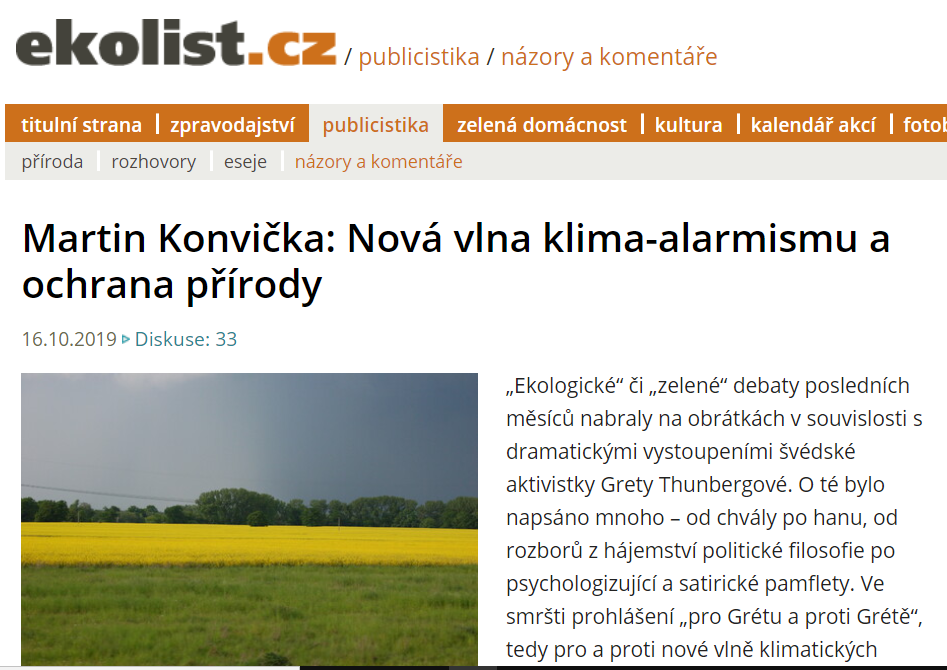 ekolist.cz / publicistika / názory a komentáře
titulní strana | zpravodajství publicistika zelená domácnost | kultura | kalendář akcí | fotob
příroda | rozhovory | eseje | názory a komentáře
Martin Konvička: Nová vlna klima-alarmismu a
ochrana přírody
16.10.2019 Diskuse: 33
„Ekologické“ či „zelené“ debaty posledních
měsíců nabraly na obrátkách v souvislosti s
dramatickými vystoupeními švédské
aktivistky Grety Thunbergové. O té bylo
napsáno mnoho – od chvály po hanu, od
rozborů z hájemství politické filosofie po
psychologizující a satirické pamflety. Ve
smršti prohlášení „pro Grétu a proti Grétě“,
tedy pro a proti nové vlně klimatických